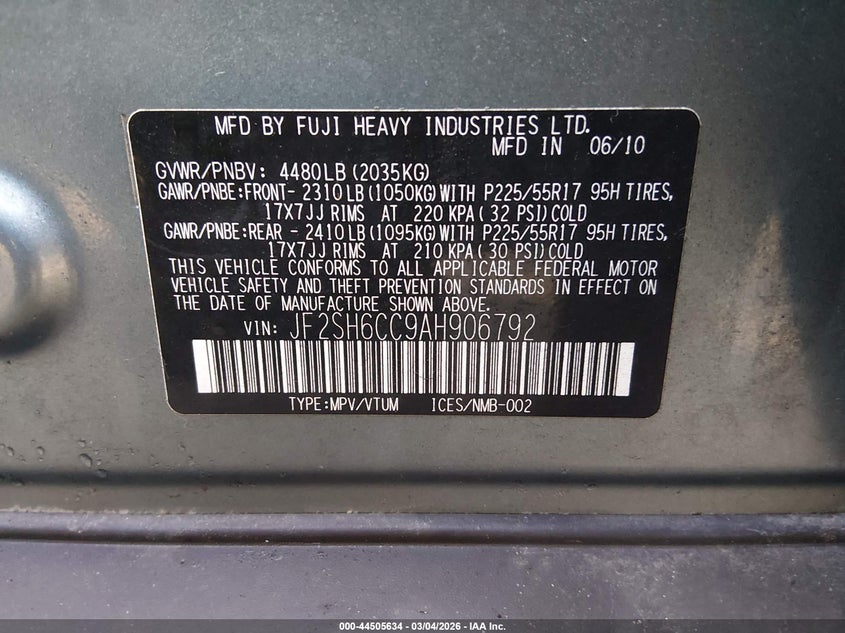 MFD BY FUJI HEAVY INDUSTRIES LTD.
MFD IN 06/10
GVWR/PNBV: 4480LB (2035KG)
GAWR/PNBE:FRONT- 2310LB (1050KG) WITH P225/55R17 95H TIRES,
17X7JJ RIMS AT 220 KPA( 32 PSI) COLD
GAWR/PNBE:REAR - 2410LB (1095KG) WITH P225/55R17 95H TIRES,
17X7JJ RIMS AT 210 KPA( 30 PSI) COLD
THIS VEHICLE CONFORMS TO ALL APPLICABLE FEDERAL MOTOR
VEHICLE SAFETY AND THEFT PREVENTION STANDARDS IN EFFECT ON
THE DATE OF MANUFACTURE SHOWN ABOVE.
VIN: JF2SH6CC9AH906792
TYPE:MPV/VTUM ICES/NMB-002
000-44505634 - 03/04/2026 - IAA Inc.